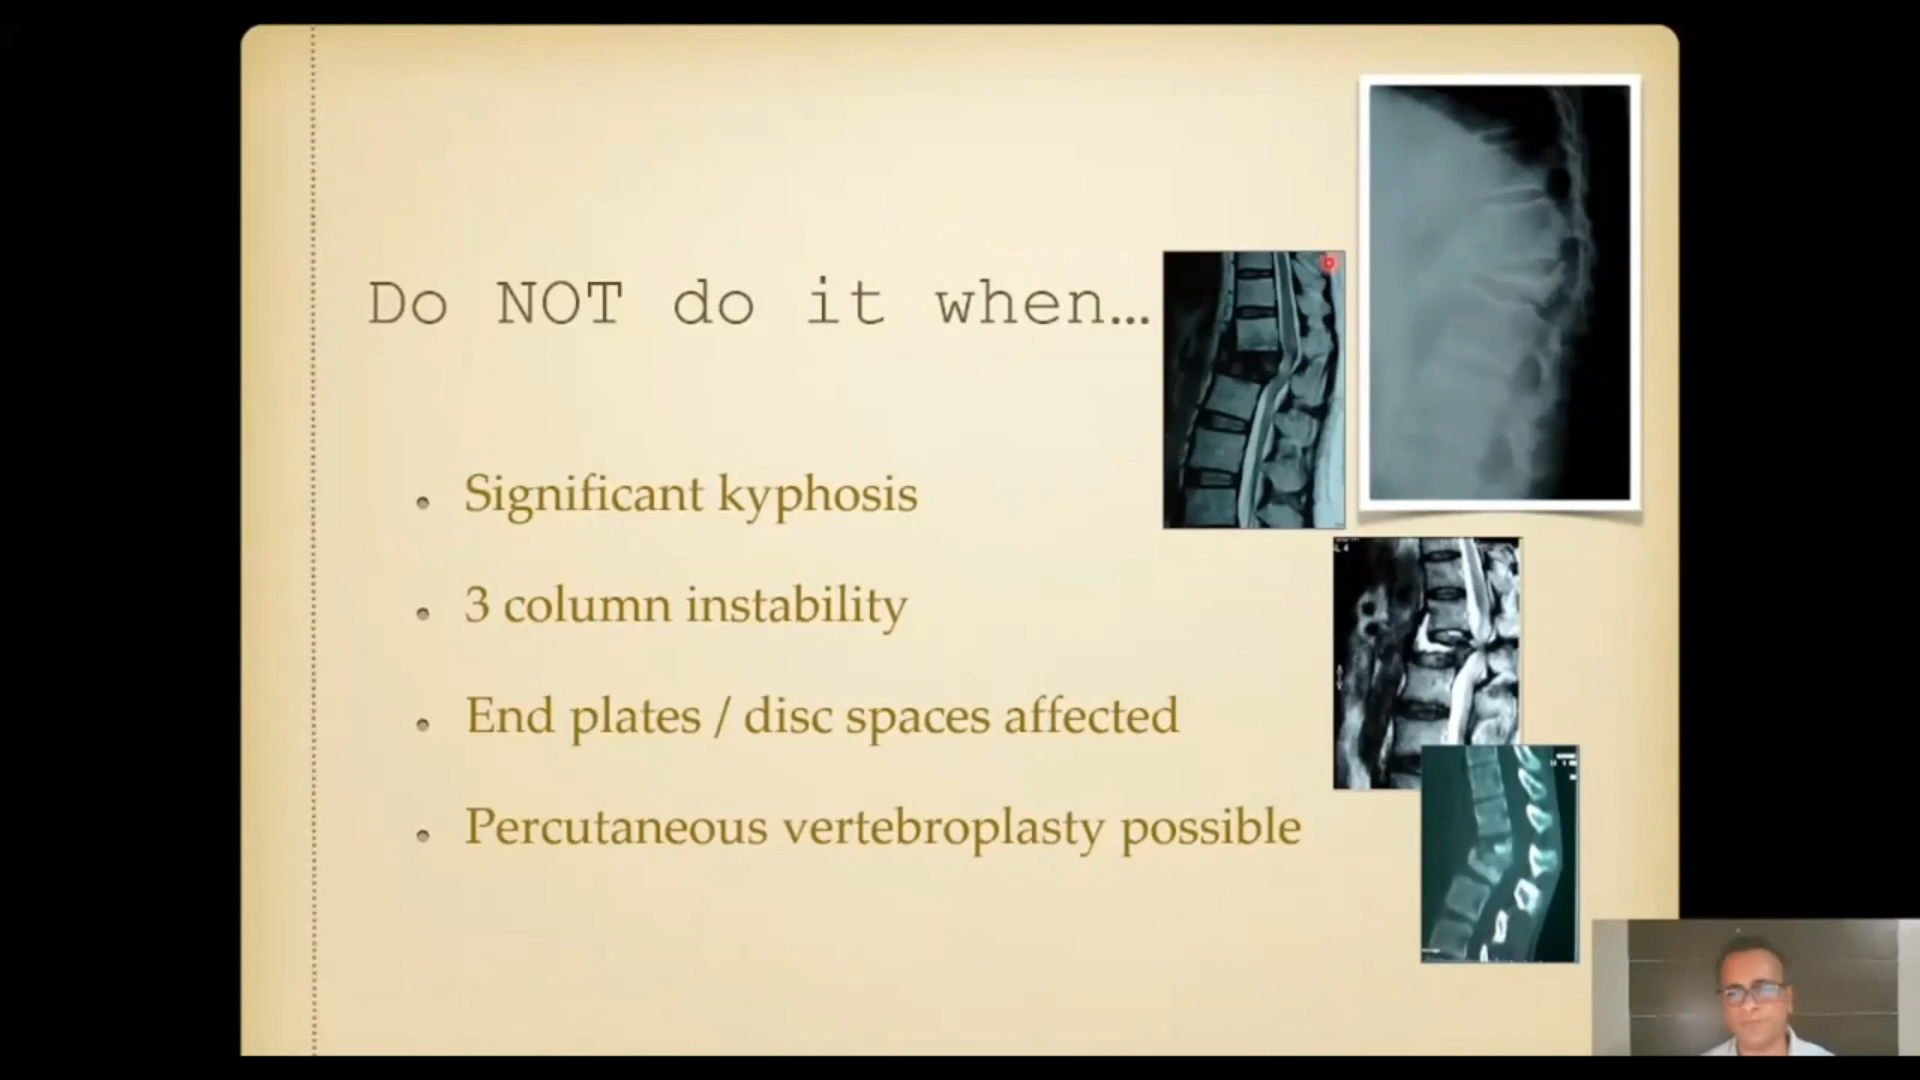 Do NOT do it when...
Significant kyphosis
3 column instability
End plates / disc spaces affected
Percutaneous vertebroplasty possible